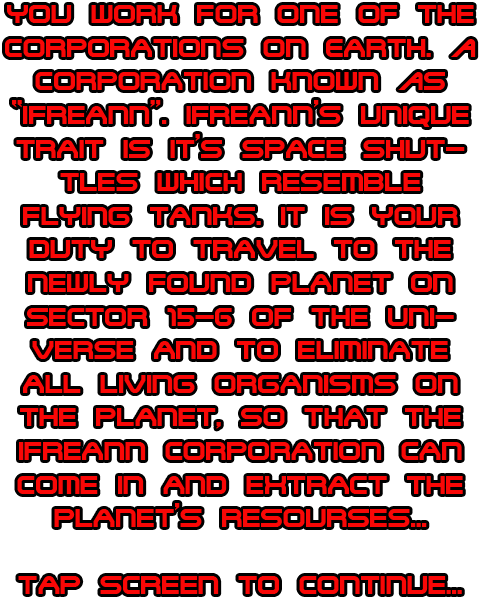 YOU WORK FOR ONE OF THE
CORPORATIONS ON EARTH. A
CORPORATION KNOWN AS
"IFREANN". IFREANN'S UNIQUE
TRAIT IS IT'S SPACE SHUT-
TLES WHICH RESEMBLE
FLYING TANKS. IT IS YOUR
DUTY TO TRAVEL TO THE
NEWLY FOUND PLANET ON
SECTOR 15-6 OF THE UNI-
VERSE AND TO ELIMINATE
ALL LIVING ORGANISMS ON
THE PLANET, SO THAT THE
IFREANN CORPORATION CAN
COME IN AND EXTRACT THE
PLANET'S RESOURSES...
TAP SCREEN TO CONTINUE...